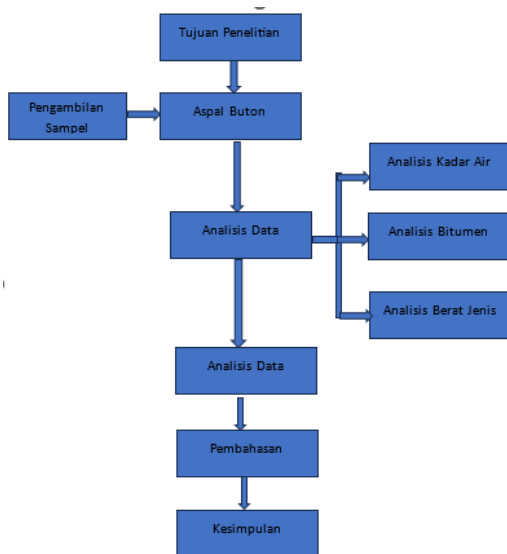 Tujuan Penelitian
Pengambilan
Sampel
Aspal Buton
Analisis Kadar Air
Analisis Data
Analisis Bitumen
Analisis Berat Jenis
Analisis Data
Pembahasan
Kesimpulan